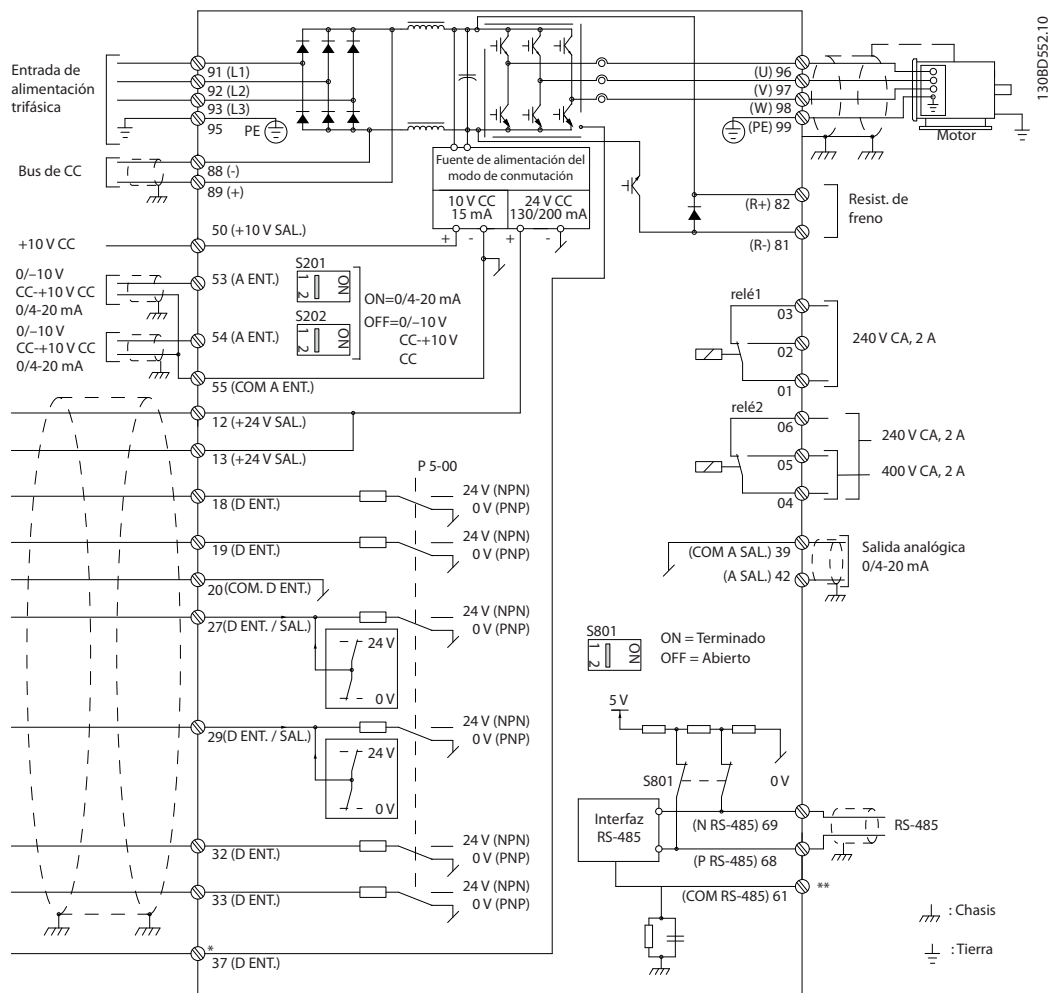 130BD552.10
Entrada de
alimentación
trifásica
91 (L1)
92 (L2)
93 (L3)
95
PE
Bus de CC
88 (-)
89 (+)
50 (+10 V SAL.)
+10 V CC
0/–10 V
CC-+10 V CC
0/4-20 mA
53 (A ENT.)
0/–10 V
CC-+10 V CC
0/4-20 mA
54 (A ENT.)
55 (COM A ENT.)
12 (+24 V SAL.)
13 (+24 V SAL.)
18 (D ENT.)
19 (D ENT.)
20 (COM. D ENT.)
27 (D ENT. / SAL.)
24 V
0 V
29 (D ENT. / SAL.)
24 V
0 V
32 (D ENT.)
33 (D ENT.)
*
37 (D ENT.)
S201
1
2
ON
S202
1
2
ON
ON=0/4-20 mA
OFF=0/–10 V
CC-+10 V
CC
Fuente de alimentación del
modo de conmutación
10 V CC
15 mA
24 V CC
130/200 mA
+ - + -
P 5-00
24 V (NPN)
0 V (PNP)
24 V (NPN)
0 V (PNP)
24 V (NPN)
0 V (PNP)
24 V (NPN)
0 V (PNP)
24 V (NPN)
0 V (PNP)
24 V (NPN)
0 V (PNP)
(U) 96
(V) 97
(W) 98
(PE) 99
Motor
(R+) 82
(R-) 81
Resist. de
freno
relé1
03
02
01
240 V CA, 2 A
relé2
06
05
04
240 V CA, 2 A
400 V CA, 2 A
(COM A SAL.) 39
(A SAL.) 42
Salida analógica
0/4-20 mA
S801
1
2
ON
ON = Terminado
OFF = Abierto
5 V
S801
0 V
Interfaz
RS-485
(N RS-485) 69
(P RS-485) 68
(COM RS-485) 61
RS-485
**
: Chasis
: Tierra